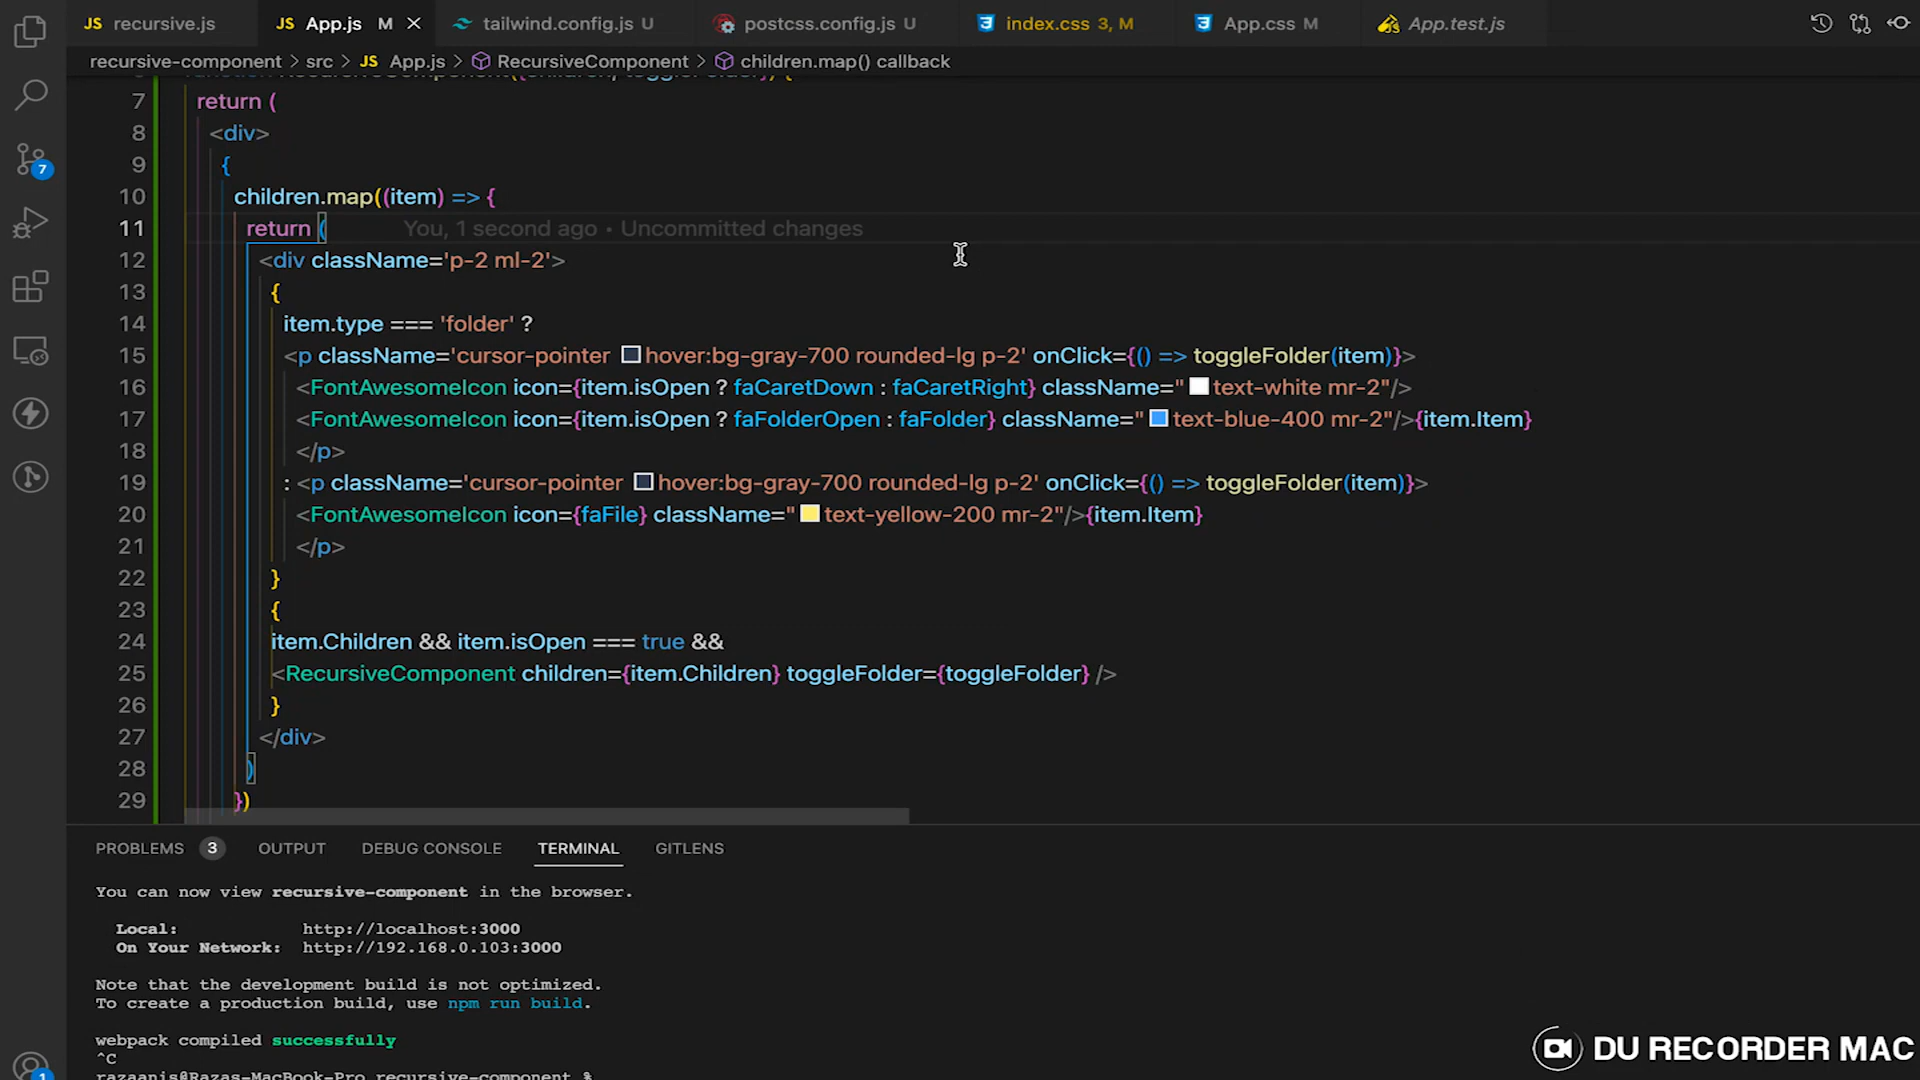 JS recursive.js
JS App.js M
tailwind.config.js U
postcss.config.js U
index.css 3, M
App.css M
App.test.js
recursive-component > src > JS App.js > RecursiveComponent > children.map() callback
7 return (
8 <div>
9 {
10 children.map((item) => {
11 return ( You, 1 second ago • Uncommitted changes
12 <div className='p-2 ml-2'>
13 {
14 item.type === 'folder' ?
15 <p className='cursor-pointer hover:bg-gray-700 rounded-lg p-2' onClick={() => toggleFolder(item)}>
16 <FontAwesomeIcon icon={item.isOpen ? faCaretDown : faCaretRight} className=" text-white mr-2"/>
17 <FontAwesomeIcon icon={item.isOpen ? faFolderOpen : faFolder} className=" text-blue-400 mr-2"/>{item.Item}
18 </p>
19 : <p className='cursor-pointer hover:bg-gray-700 rounded-lg p-2' onClick={() => toggleFolder(item)}>
20 <FontAwesomeIcon icon={faFile} className=" text-yellow-200 mr-2"/>{item.Item}
21 </p>
22 }
23 {
24 item.Children && item.isOpen === true &&
25 <RecursiveComponent children={item.Children} toggleFolder={toggleFolder} />
26 }
27 </div>
28 )
29 })
7
PROBLEMS 3 OUTPUT DEBUG CONSOLE TERMINAL GITLENS
You can now view recursive-component in the browser.
Local: http://localhost:3000
On Your Network: http://192.168.0.103:3000
Note that the development build is not optimized.
To create a production build, use npm run build.
webpack compiled successfully
^C
razaanis@Razas-MacBook-Pro recursive-component %
1
DU RECORDER MAC